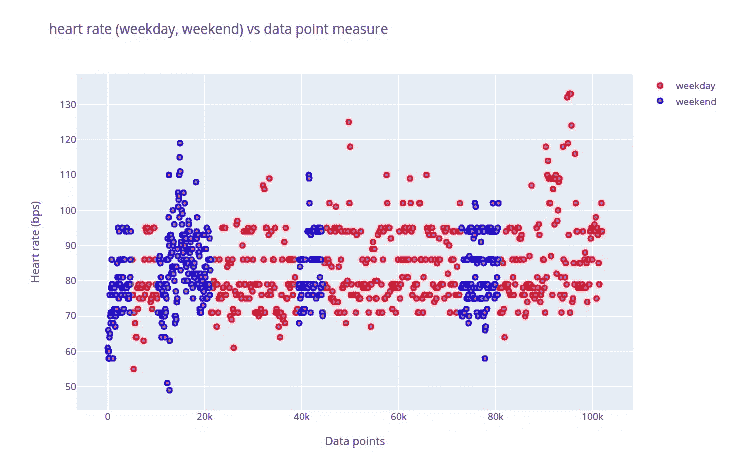 heart rate (weekday, weekend) vs data point measure
weekday
weekend
130
120
110
100
90
80
70
60
50
Heart rate (bps)
0 20k 40k 60k 80k 100k
Data points